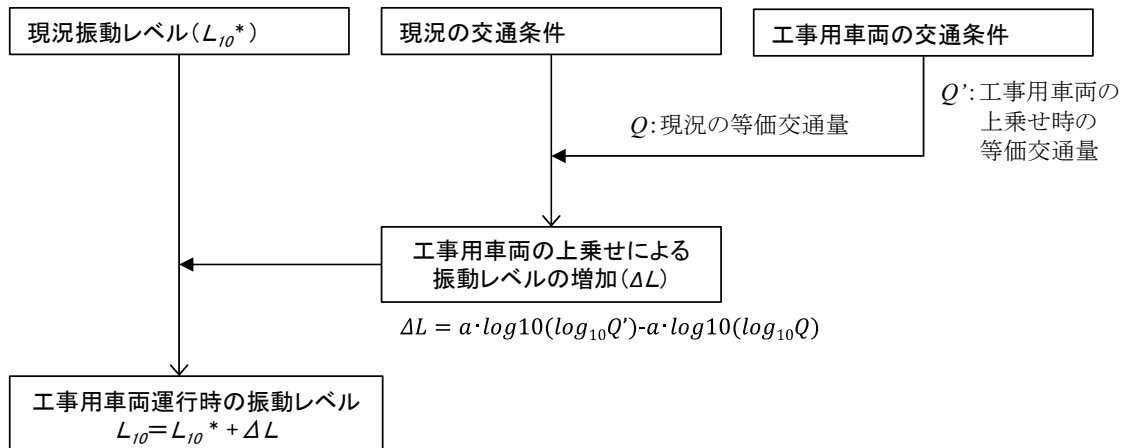 現況振動レベル(L10*)
現況の交通条件
工事用車両の交通条件
Q:現況の等価交通量
Q’:工事用車両の
上乗せ時の
等価交通量
工事用車両の上乗せによる
振動レベルの増加(ΔL)
ΔL = a·log10(log10Q’)-a·log10(log10Q)
工事用車両運行時の振動レベル
L10=L10*+ΔL